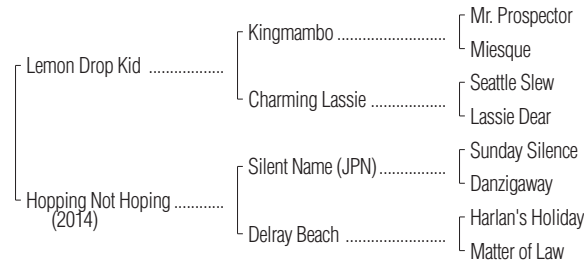 Lemon Drop Kid ..................
Hopping Not Hoping ............
(2014)
Kingmambo ..........................
Charming Lassie ..................
Silent Name (JPN)................
Delray Beach ........................
Mr. Prospector
Miesque
Seattle Slew
Lassie Dear
Sunday Silence
Danzigaway
Harlan's Holiday
Matter of Law